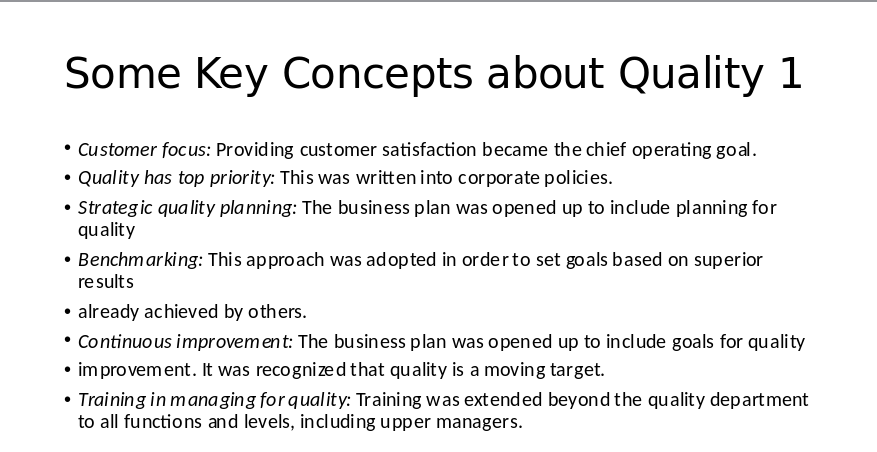 Some Key Concepts about Quality 1
• Customer focus: Providing customer satisfaction became the chief operating goal.
• Quality has top priority: This was written into corporate policies.
• Strategic quality planning: The business plan was opened up to include planning for
quality
• Benchmarking: This approach was adopted in order to set goals based on superior
results
• already achieved by others.
• Continuous improvement: The business plan was opened up to include goals for quality
• improvement. It was recognized that quality is a moving target.
• Training in managing for quality: Training was extended beyond the quality department
to all functions and levels, including upper managers.